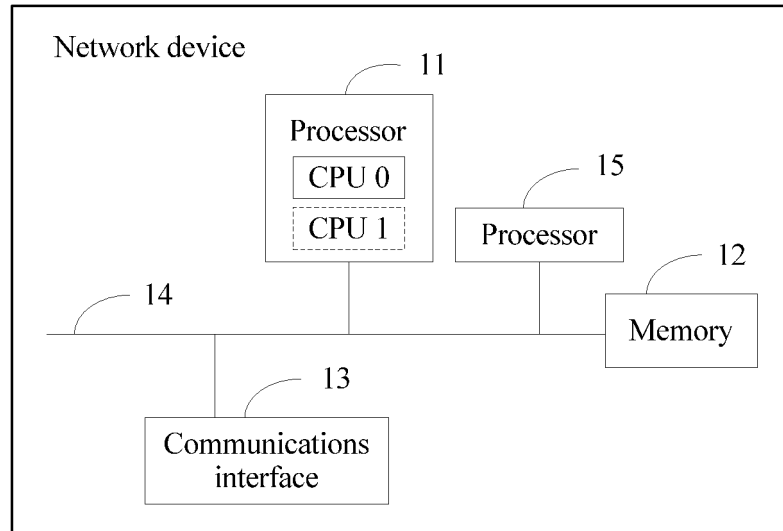 Network device
11
Processor
CPU 0
CPU 1
15
Processor
12
Memory
14
13
Communications
interface